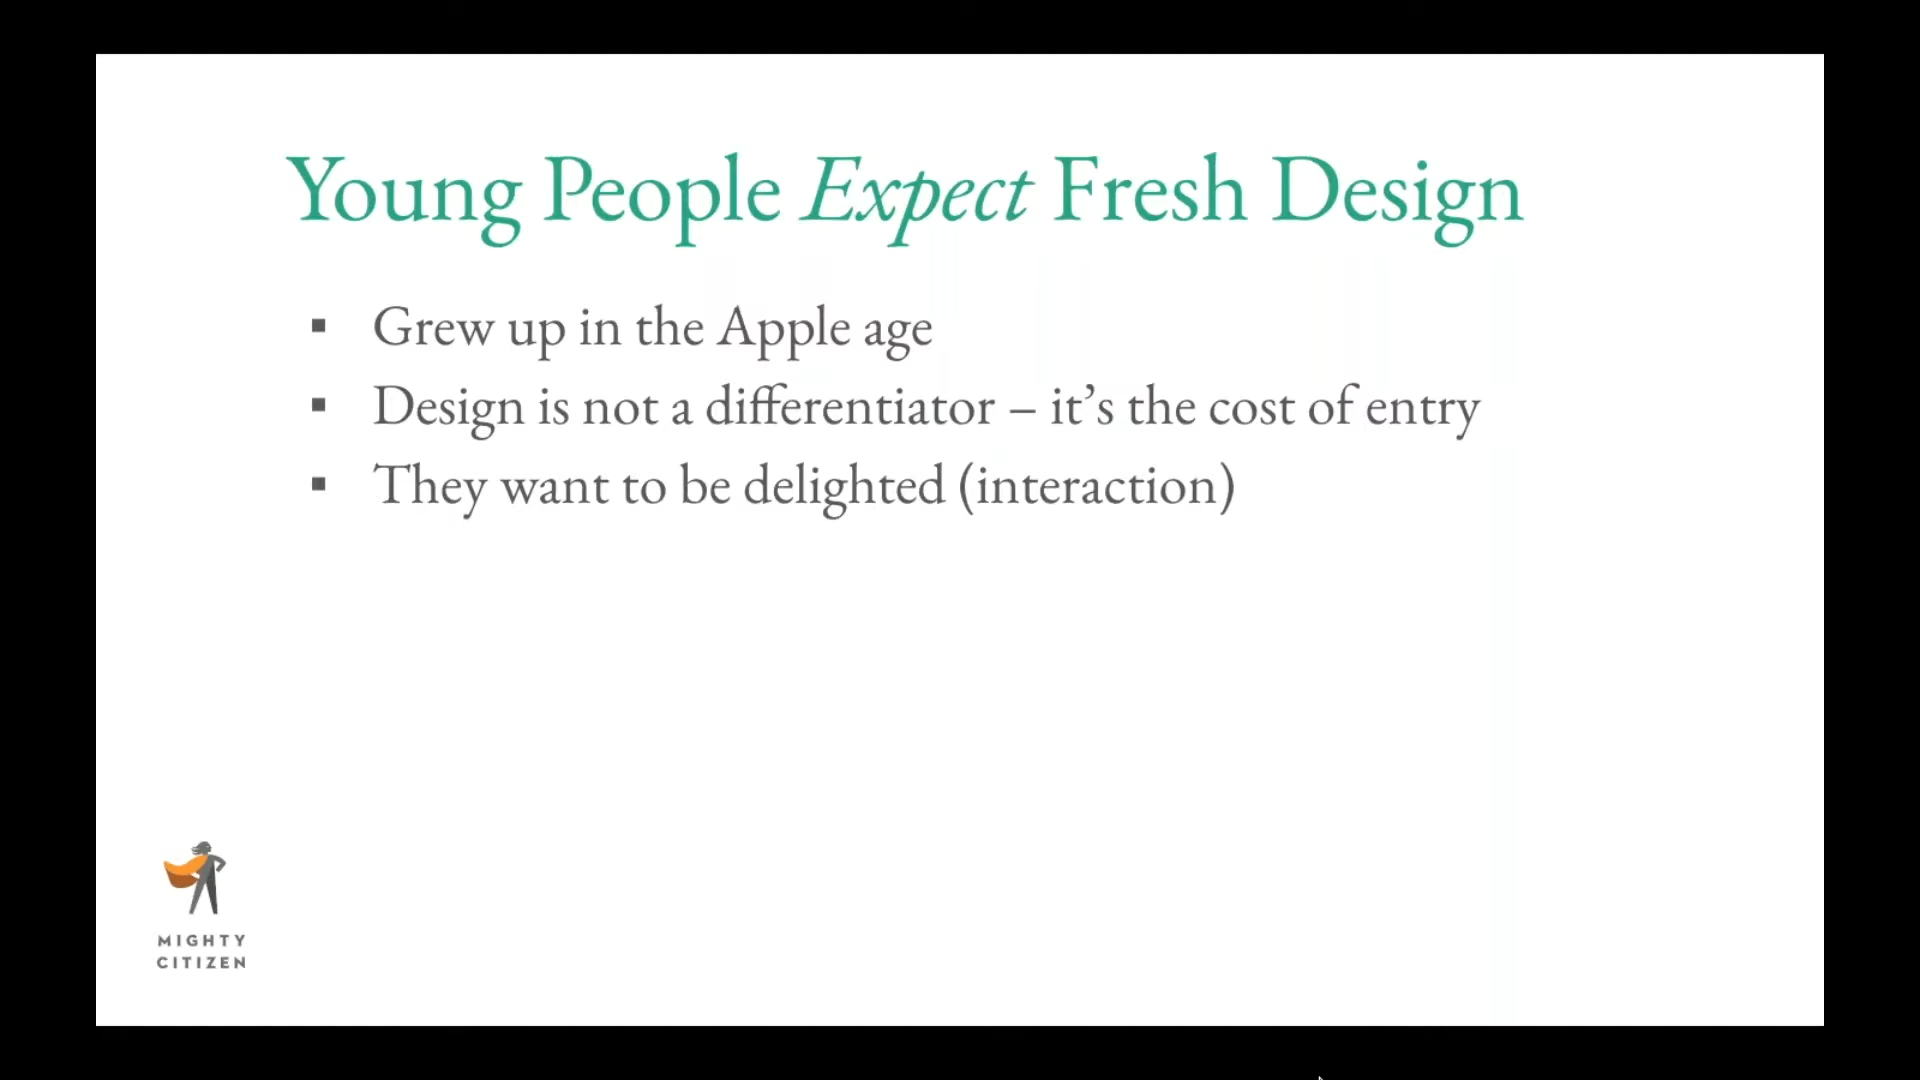 Young People Expect Fresh Design
▪ Grew up in the Apple age
▪ Design is not a differentiator – it’s the cost of entry
▪ They want to be delighted (interaction)
MIGHTY
CITIZEN